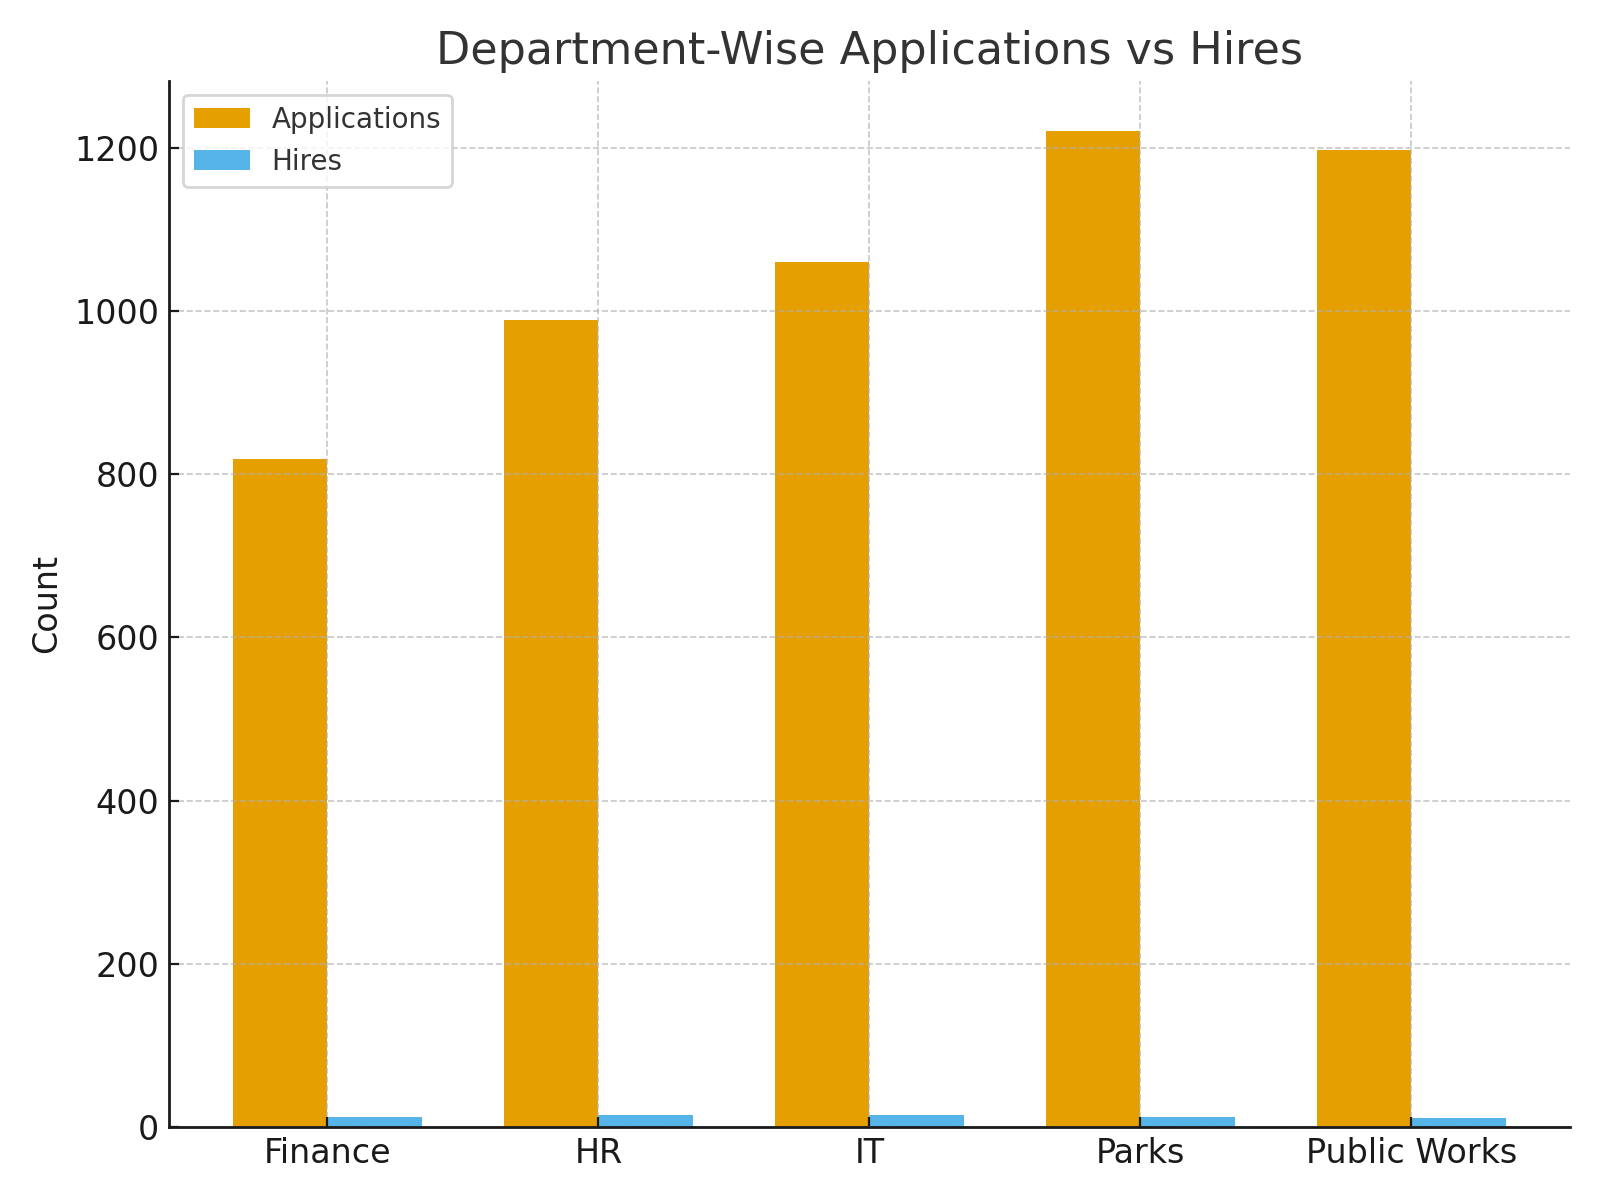 Department-Wise Applications vs Hires
Applications
Hires
1200
1000
800
600
400
200
0
Count
Finance HR IT Parks Public Works